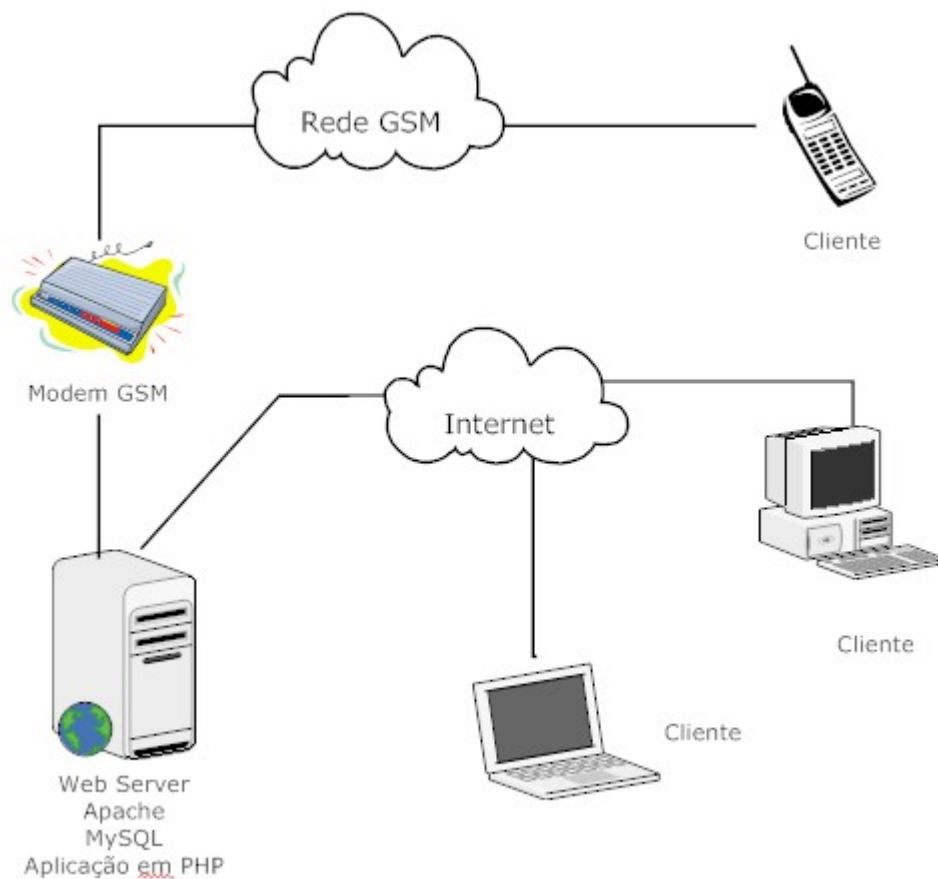 Rede GSM
Cliente
Modem GSM
Internet
Cliente
Cliente
Web Server
Apache
MySQL
Aplicação em PHP